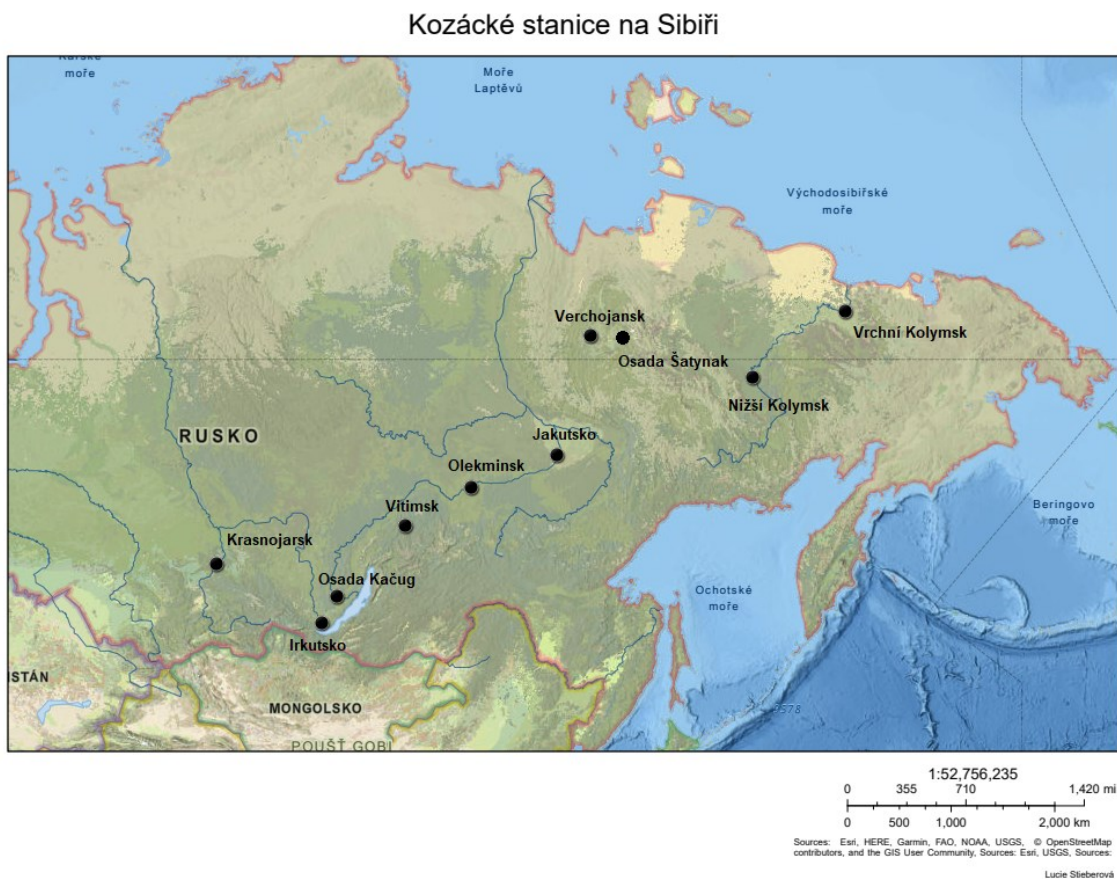 Kozácké stanice na Sibiři
moře
Moře
Laptěvů
Východosibiřské
moře
Verchojansk
Osada Šatynak
Vrchní Kolymsk
Nižší Kolymsk
RUSKO
Jakutsko
Olekminsk
Vitimsk
Krasnojarsk
Osada Kačug
Irkutsko
Beringovo
moře
Ochotské
moře
ISTÁN
MONGOLSKO
POUŠŤ GOBI
1:52,756,235
0 355 710 1,420 mi
0 500 1,000 2,000 km
Sources: Esri, HERE, Garmin, FAO, NOAA, USGS, © OpenStreetMap
contributors, and the GIS User Community, Sources: Esri, USGS, Sources:
Lucie Stieberová